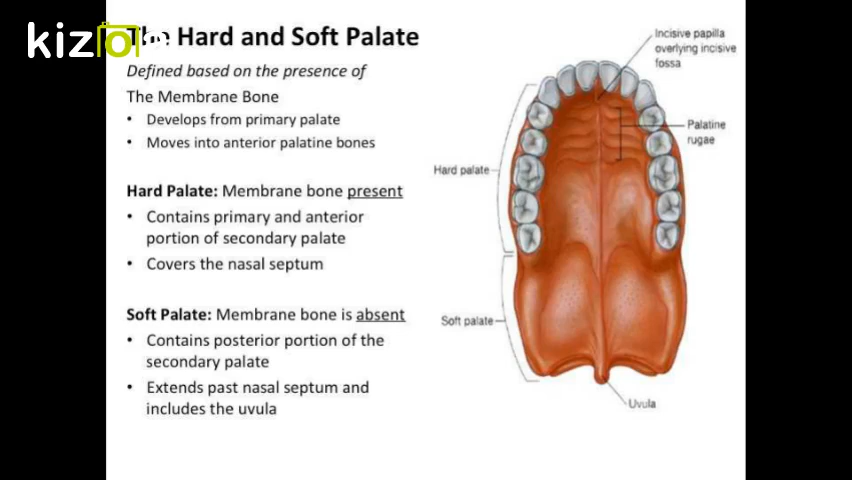 kizoa
The Hard and Soft Palate
Defined based on the presence of
The Membrane Bone
• Develops from primary palate
• Moves into anterior palatine bones
Hard Palate: Membrane bone present
• Contains primary and anterior
portion of secondary palate
• Covers the nasal septum
Soft Palate: Membrane bone is absent
• Contains posterior portion of the
secondary palate
• Extends past nasal septum and
includes the uvula
Incisive papilla
overlying incisive
fossa
Palatine
rugae
Hard palate
Soft palate
Uvula